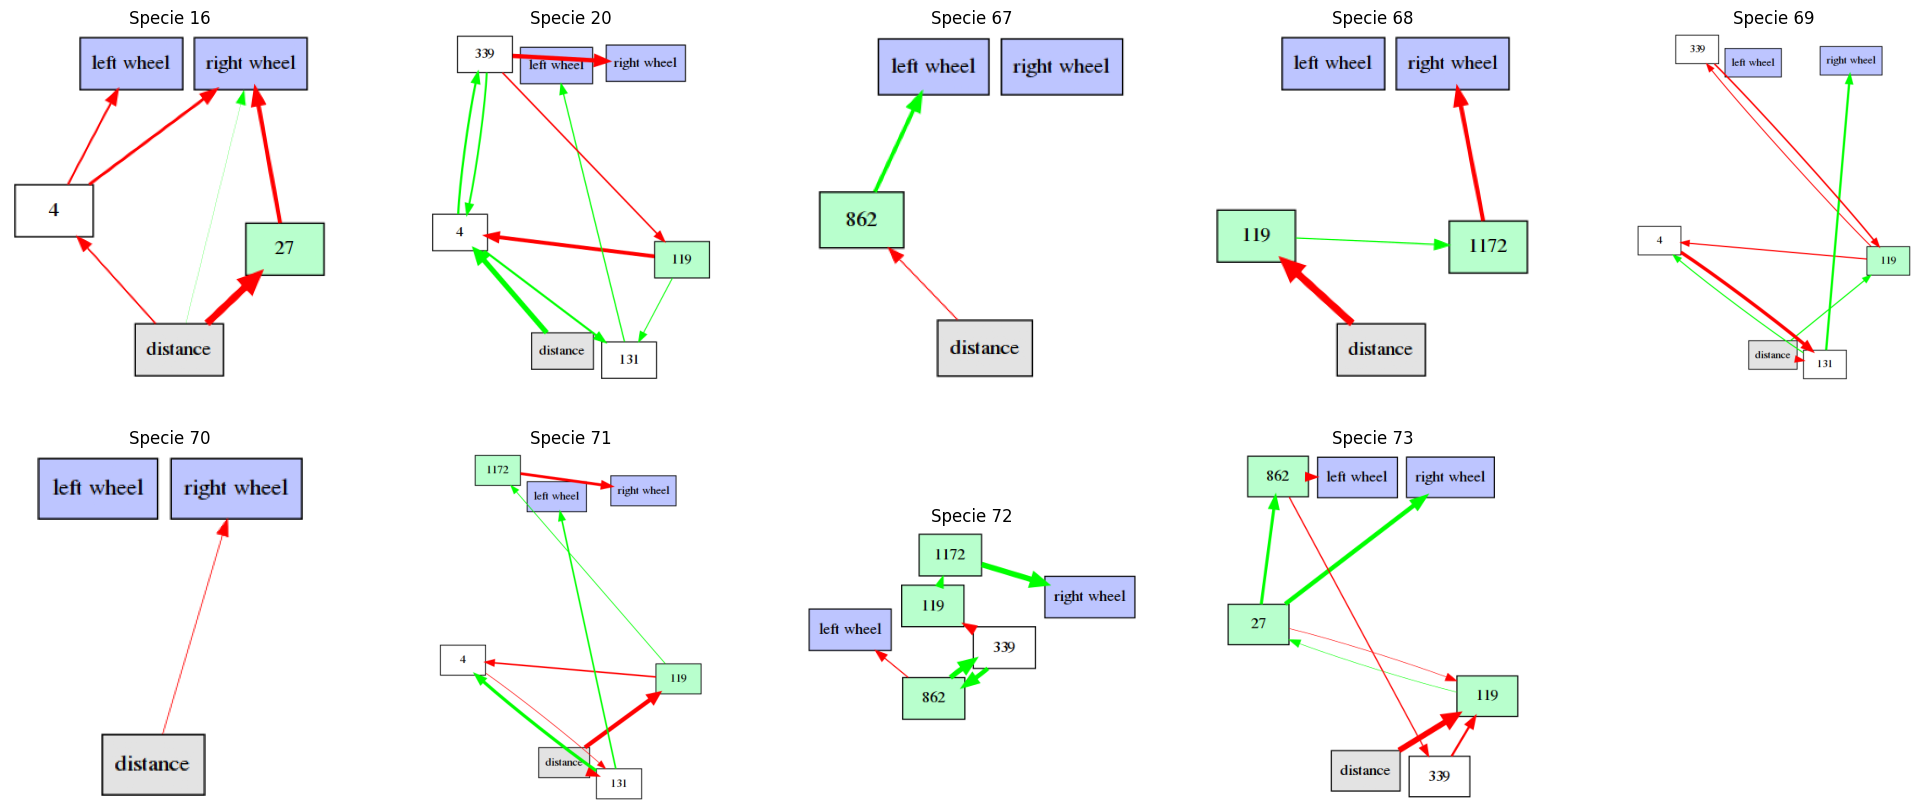 Specie 16
left wheel
right wheel
4
27
distance
Specie 20
339
left wheel
right wheel
4
119
distance
131
Specie 67
left wheel
right wheel
862
distance
Specie 68
left wheel
right wheel
119
1172
distance
Specie 69
339
left wheel
right wheel
4
119
distance
131
Specie 70
left wheel
right wheel
distance
Specie 71
1172
left wheel
right wheel
4
119
distance
131
Specie 72
1172
right wheel
119
left wheel
339
862
Specie 73
862
left wheel
right wheel
27
119
distance
339